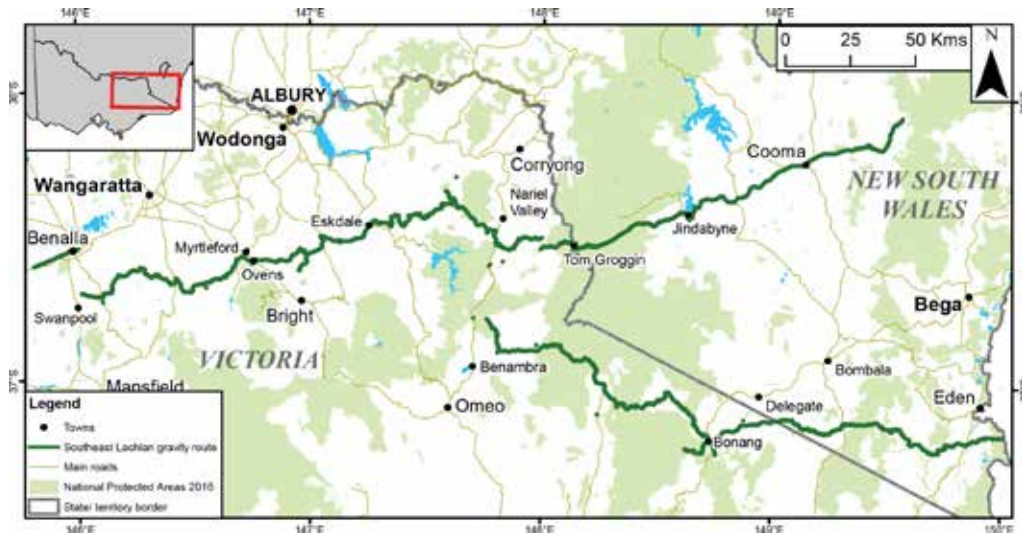 146°E
147°E
148°E
149°E
0 25 50 Kms
N
ALBURY
Wodonga
Corryong
Cooma
Wangaratta
NEW SOUTH
WALES
Nariel
Valley
Eskdale
Jindabyne
Benalla
Myrtleford
Ovens
Tom Groggin
Bega
Swanpool
Bright
VICTORIA
Benambra
Bombala
Mansfield
Omeo
Delegate
Eden
Bonang
Legend
Towns
Southeast Lachlan gravity route
Main roads
National Protected Areas 2016
State/ territory border
146°E
147°E
148°E
149°E
150°E